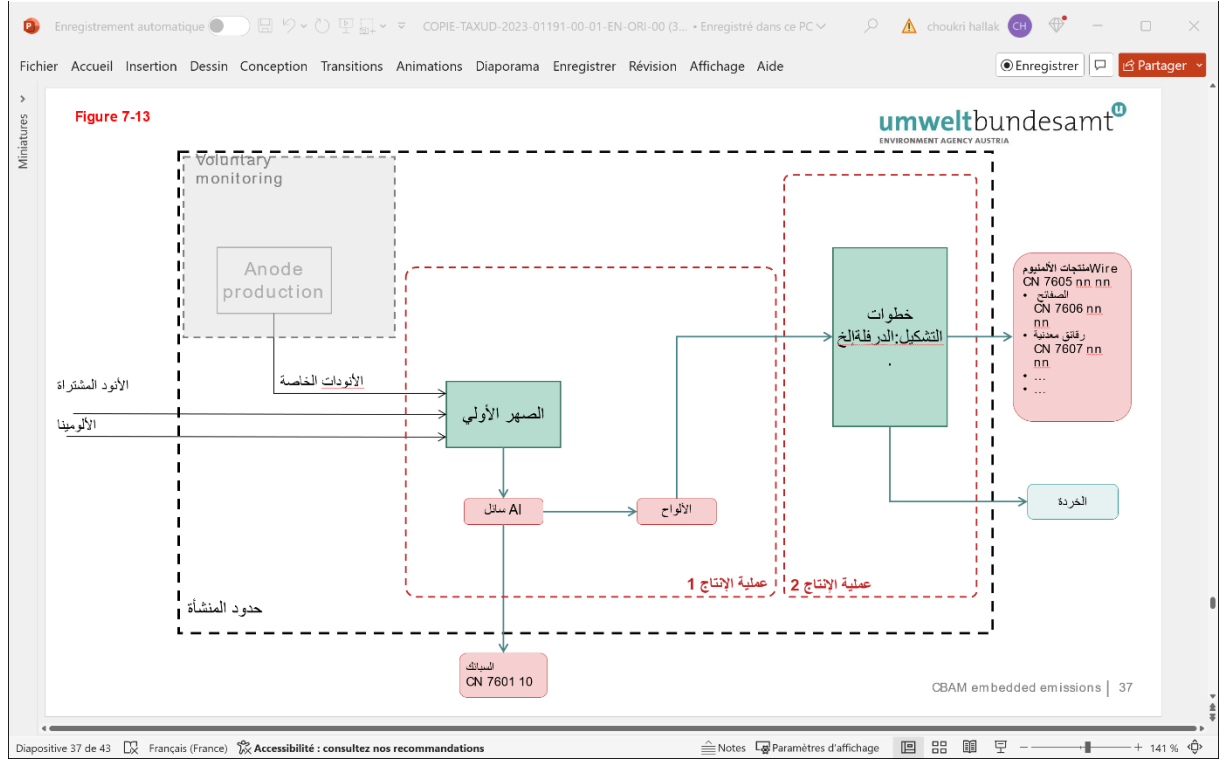 Enregistrement automatique
COPIE-TAXUD-2023-01191-00-01-EN-ORI-00 (3... • Enregistré dans ce PC
choukri hallak
CH
Fichier Accueil Insertion Dessin Conception Transitions Animations Diaporama Enregistrer Révision Affichage Aide
Enregistrer
Partager
Miniatures
Figure 7-13
umweltbundesamt
ENVIRONMENT AGENCY AUSTRIA
Voluntary
monitoring
Anode
production
الأنود المشتراة
الأنودات الخاصة
الألومينا
الصهر الأولي
سائل Al
الألواح
خطوات
التشكيل:الدرفلةإلخ
.
منتجات الألمنيومWire
CN 7605 nn nn
• الصفائح
CN 7606 nn
nn
• رقائق معدنية
CN 7607 nn
nn
• ...
• ...
الخردة
عملية الإنتاج 1
عملية الإنتاج 2
حدود المنشأة
السبائك
CN 7601 10
CBAM embedded emissions | 37
Diapositive 37 de 43
Français (France)
Accessibilité : consultez nos recommandations
Notes
Paramètres d'affichage
141 %